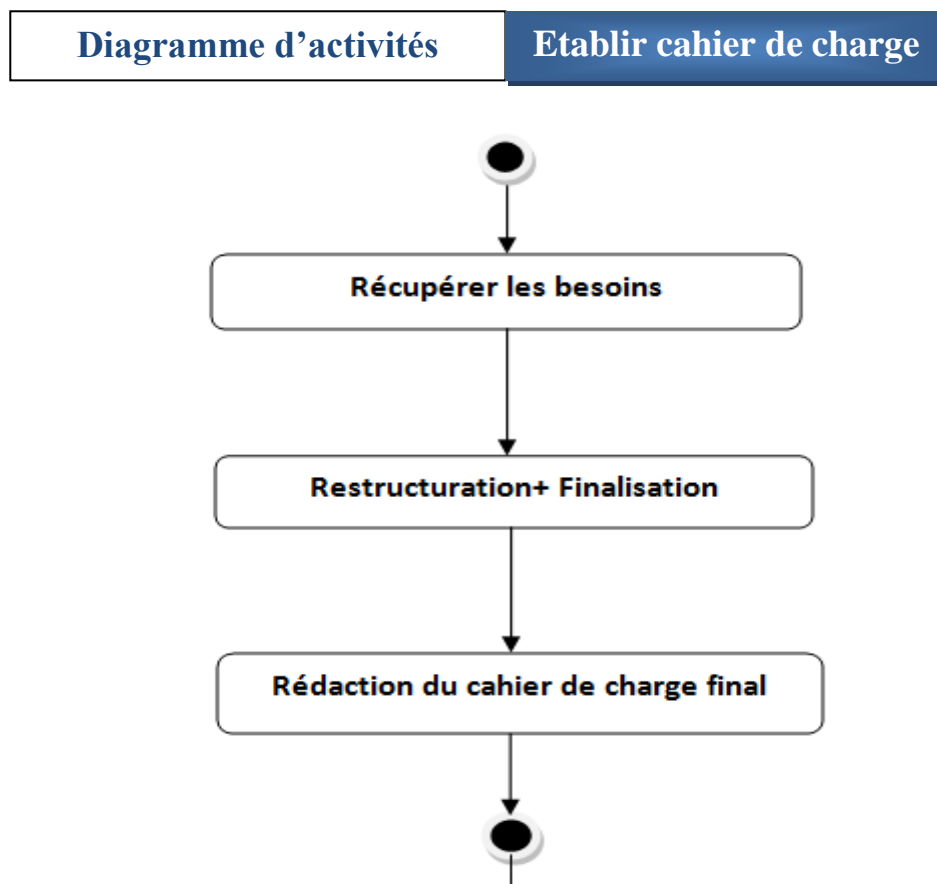 Diagramme d’activités
Etablir cahier de charge
Récupérer les besoins
Restructuration+ Finalisation
Rédaction du cahier de charge final